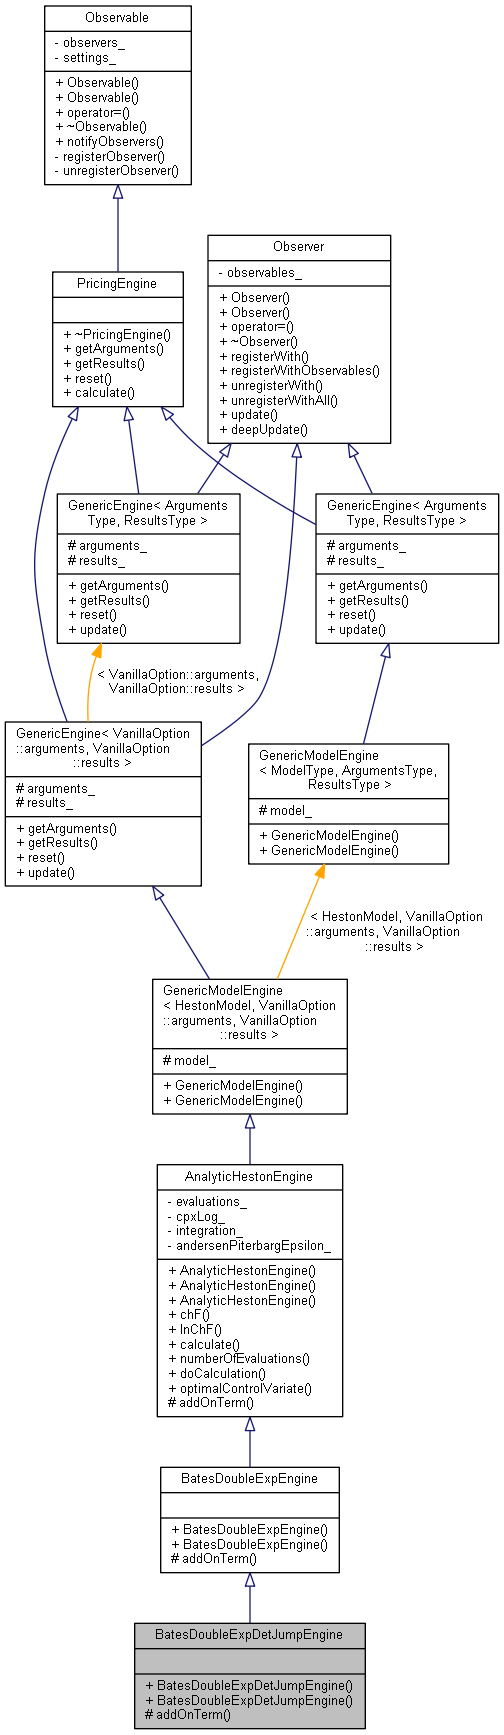 Observable
- observers_
- settings_
+ Observable()
+ Observable()
+ operator=()
+ ~Observable()
+ notifyObservers()
- registerObserver()
- unregisterObserver()
Observer
- observables_
+ Observer()
+ Observer()
+ operator=()
+ ~Observer()
+ registerWith()
+ registerWithObservables()
+ unregisterWith()
+ unregisterWithAll()
+ update()
+ deepUpdate()
PricingEngine
+ ~PricingEngine()
+ getArguments()
+ getResults()
+ reset()
+ calculate()
GenericEngine< Arguments
Type, ResultsType >
# arguments_
# results_
+ getArguments()
+ getResults()
+ reset()
+ update()
GenericEngine< Arguments
Type, ResultsType >
# arguments_
# results_
+ getArguments()
+ getResults()
+ reset()
+ update()
< VanillaOption::arguments,
VanillaOption::results >
GenericEngine< VanillaOption
::arguments, VanillaOption
::results >
# arguments_
# results_
+ getArguments()
+ getResults()
+ reset()
+ update()
GenericModelEngine
< ModelType, ArgumentsType,
ResultsType >
# model_
+ GenericModelEngine()
+ GenericModelEngine()
< HestonModel, VanillaOption
::arguments, VanillaOption
::results >
GenericModelEngine
< HestonModel, VanillaOption
::arguments, VanillaOption
::results >
# model_
+ GenericModelEngine()
+ GenericModelEngine()
AnalyticHestonEngine
- evaluations_
- cpxLog_
- integration_
- andersenPiterbargEpsilon_
+ AnalyticHestonEngine()
+ AnalyticHestonEngine()
+ AnalyticHestonEngine()
+ chF()
+ lnChF()
+ calculate()
+ numberOfEvaluations()
+ doCalculation()
+ optimalControlVariate()
# addOnTerm()
BatesDoubleExpEngine
+ BatesDoubleExpEngine()
+ BatesDoubleExpEngine()
# addOnTerm()
BatesDoubleExpDetJumpEngine
+ BatesDoubleExpDetJumpEngine()
+ BatesDoubleExpDetJumpEngine()
# addOnTerm()